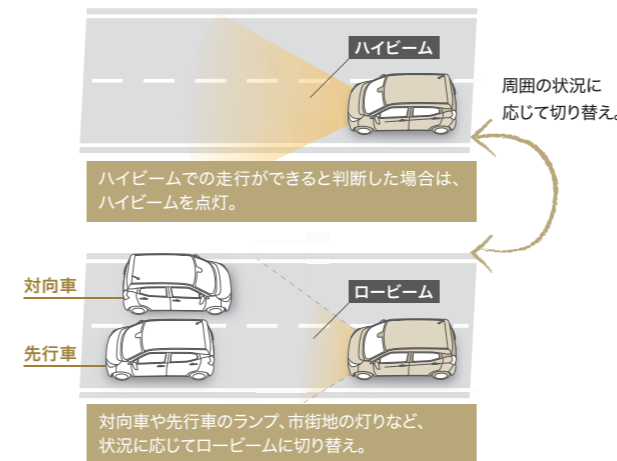 ハイビーム
周囲の状況に
応じて切り替え。
ハイビームでの走行ができると判断した場合は、
ハイビームを点灯。
対向車
ロービーム
先行車
対向車や先行車のランプ、市街地の灯りなど、
状況に応じてロービームに切り替え。